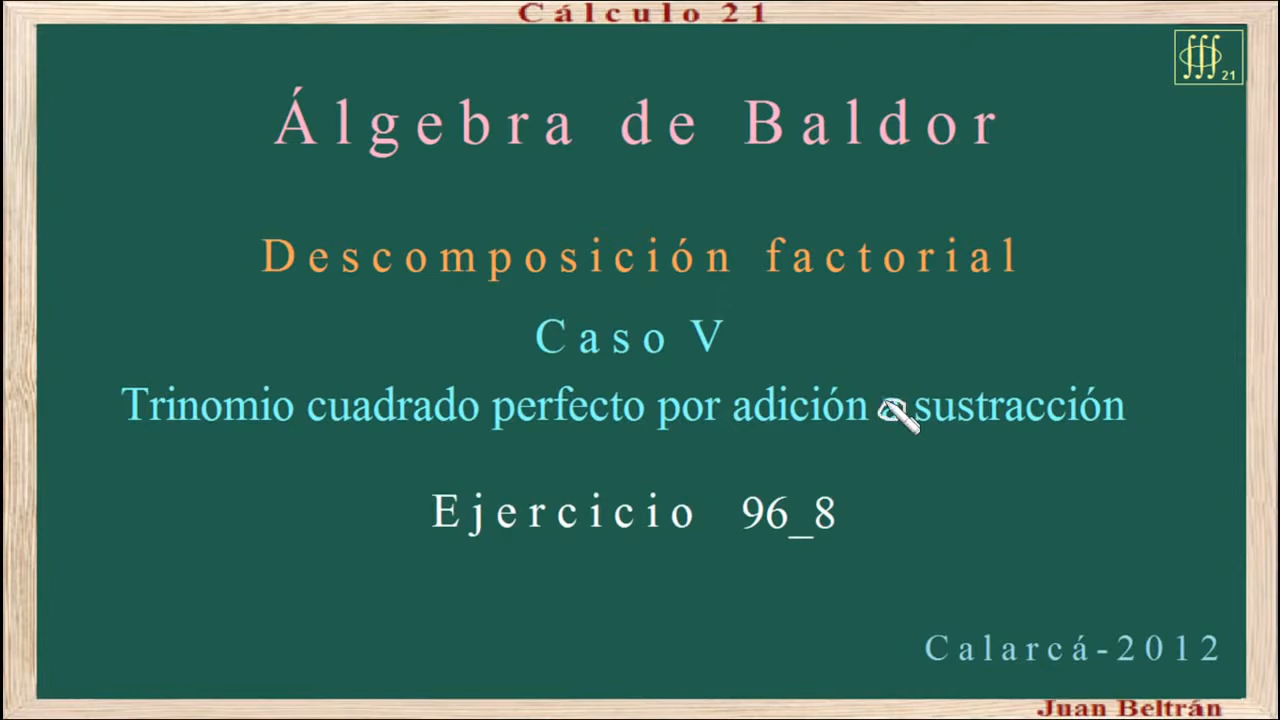 Cálculo 21
∯ 21
Álgebra de Baldor
Descomposición factorial
Caso V
Trinomio cuadrado perfecto por adición sustracción
Ejercicio 96_8
Calarcá-2012
Juan Beltrán